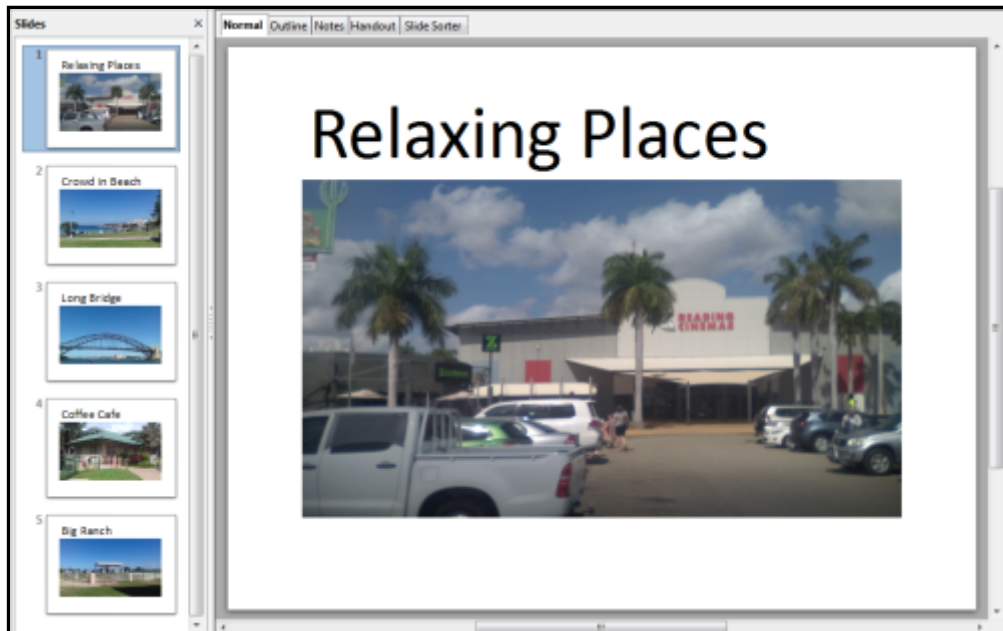 Slides
1
Relaxing Places
2
Crowd in Beach
3
Long Bridge
4
Coffee Cafe
5
Big Ranch
Normal Outline Notes Handout Slide Sorter
Relaxing Places
READING
CINEMAS